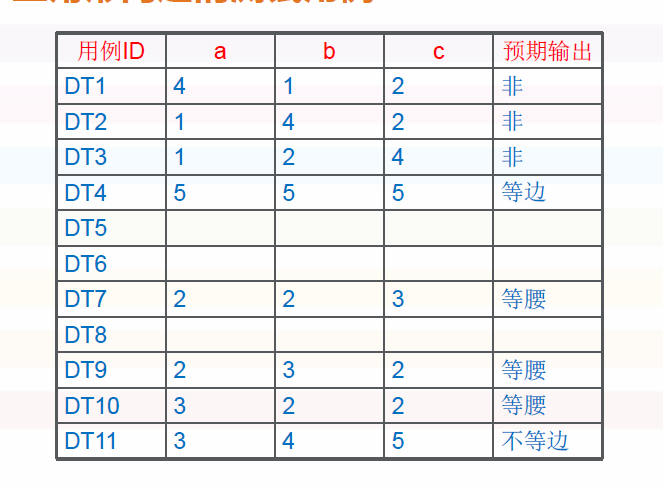 用例ID a b c 预期输出
DT1 4 1 2 非
DT2 1 4 2 非
DT3 1 2 4 非
DT4 5 5 5 等边
DT5
DT6
DT7 2 2 3 等腰
DT8
DT9 2 3 2 等腰
DT10 3 2 2 等腰
DT11 3 4 5 不等边